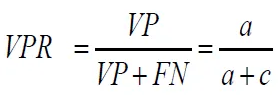 VPR = VP / VP + FN = a / a + c